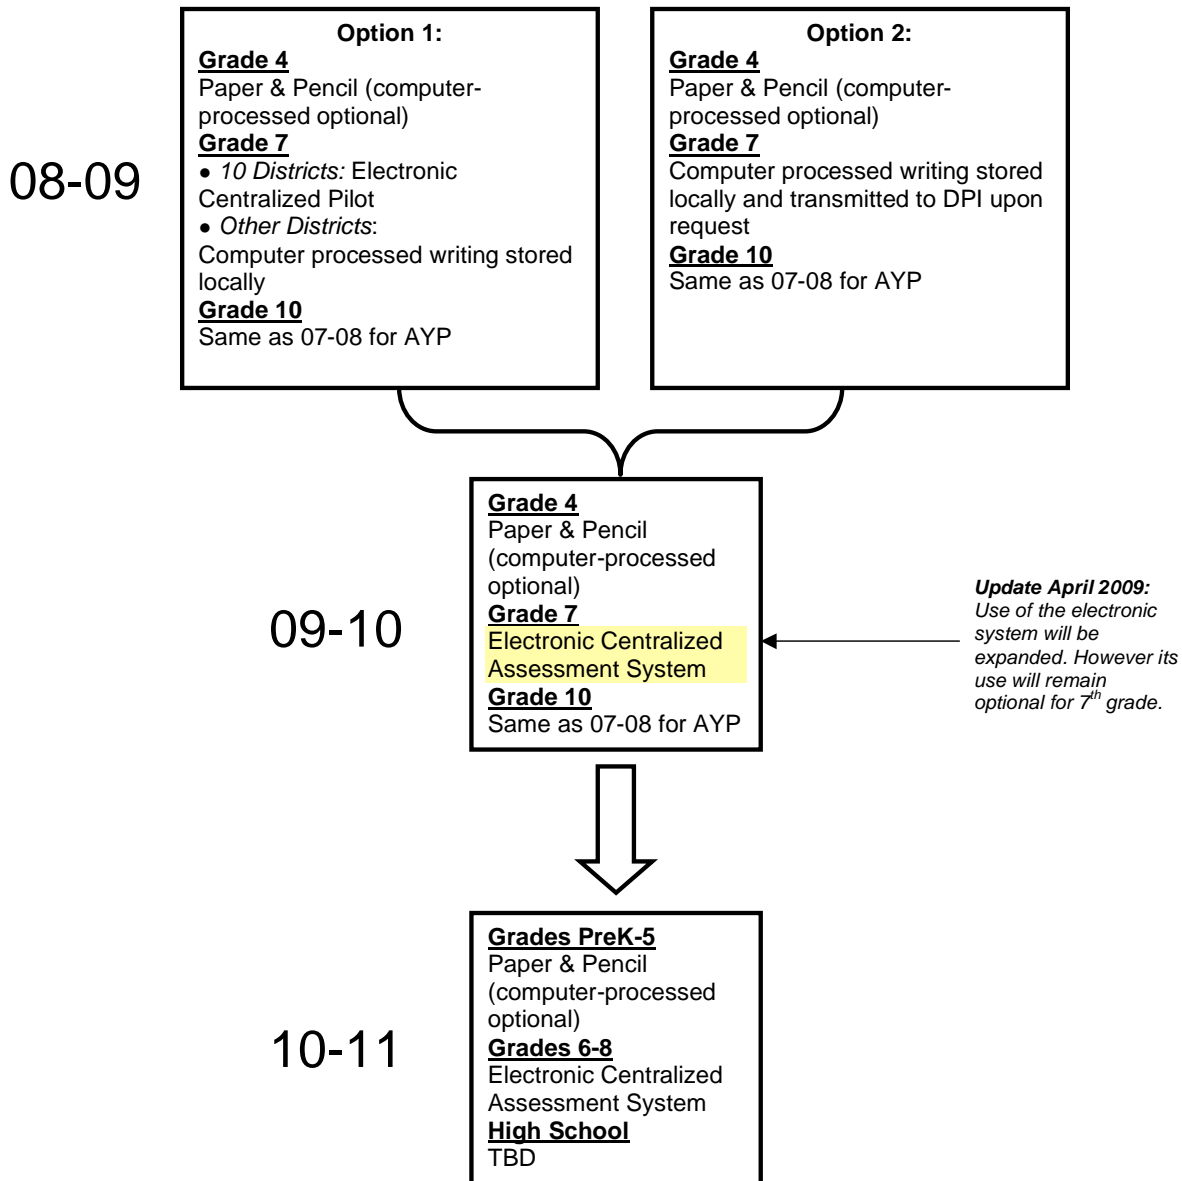 08-09
Option 1:
Grade 4
Paper & Pencil (computer-
processed optional)
Grade 7
• 10 Districts: Electronic
Centralized Pilot
• Other Districts:
Computer processed writing stored
locally
Grade 10
Same as 07-08 for AYP
Option 2:
Grade 4
Paper & Pencil (computer-
processed optional)
Grade 7
Computer processed writing stored
locally and transmitted to DPI upon
request
Grade 10
Same as 07-08 for AYP
09-10
Grade 4
Paper & Pencil
(computer-processed
optional)
Grade 7
Electronic Centralized
Assessment System
Grade 10
Same as 07-08 for AYP
Update April 2009:
Use of the electronic
system will be
expanded. However its
use will remain
optional for 7th grade.
10-11
Grades PreK-5
Paper & Pencil
(computer-processed
optional)
Grades 6-8
Electronic Centralized
Assessment System
High School
TBD